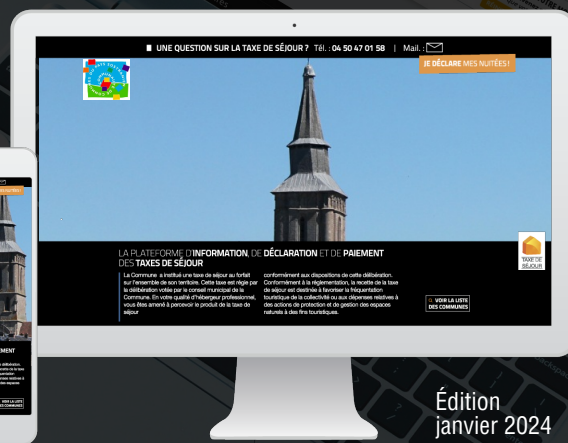 UNE QUESTION SUR LA TAXE DE SÉJOUR ? Tél. : 04 50 47 01 58 | Mail. :
JE DÉCLARE MES NUITÉES !
LA PLATEFORME D'INFORMATION, DE DÉCLARATION ET DE PAIEMENT
DES TAXES DE SÉJOUR
La Commune a institué une taxe de séjour au forfait
sur l'ensemble de son territoire. Cette taxe est régie par
la délibération votée par le conseil municipal de la
Commune. En votre qualité d'hébergeur professionnel,
vous êtes amené à percevoir le produit de la taxe de
séjour
conformément aux dispositions de cette délibération.
Conformément à la réglementation, la recette de la taxe
de séjour est destinée à favoriser la fréquentation
touristique de la collectivité ou aux dépenses relatives à
des actions de protection et de gestion des espaces
naturels à des fins touristiques.
TAXE DE
SÉJOUR
VOIR LA LISTE
DES COMMUNES
Édition
janvier 2024